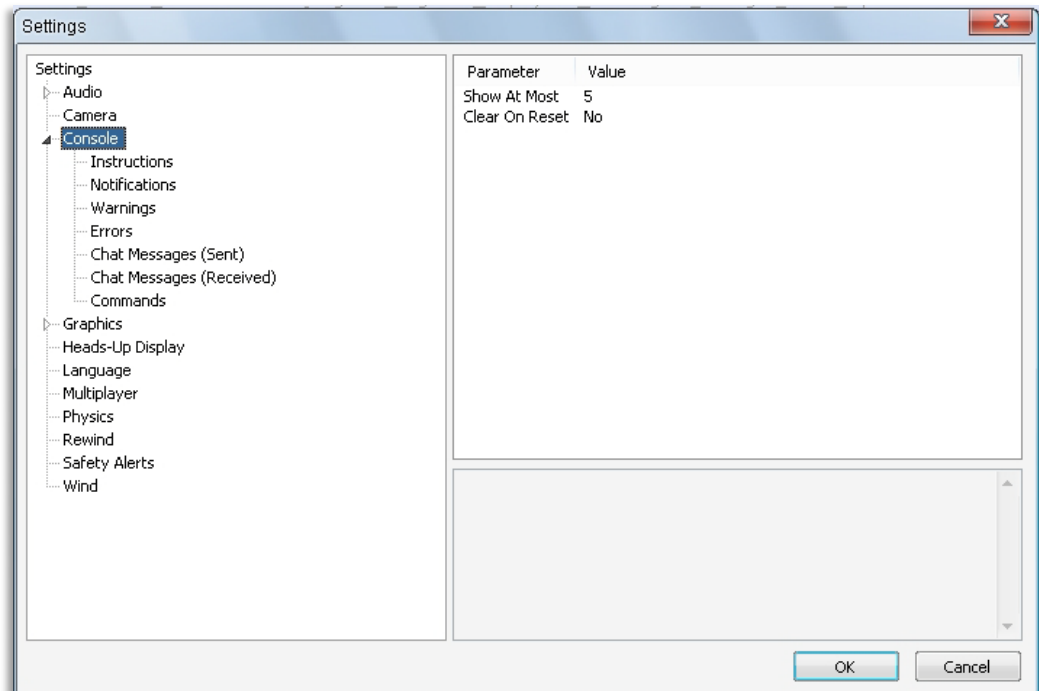 Settings
Settings
Audio
Camera
Console
Instructions
Notifications
Warnings
Errors
Chat Messages (Sent)
Chat Messages (Received)
Commands
Graphics
Heads-Up Display
Language
Multiplayer
Physics
Rewind
Safety Alerts
Wind
Parameter Value
Show At Most 5
Clear On Reset No
OK Cancel